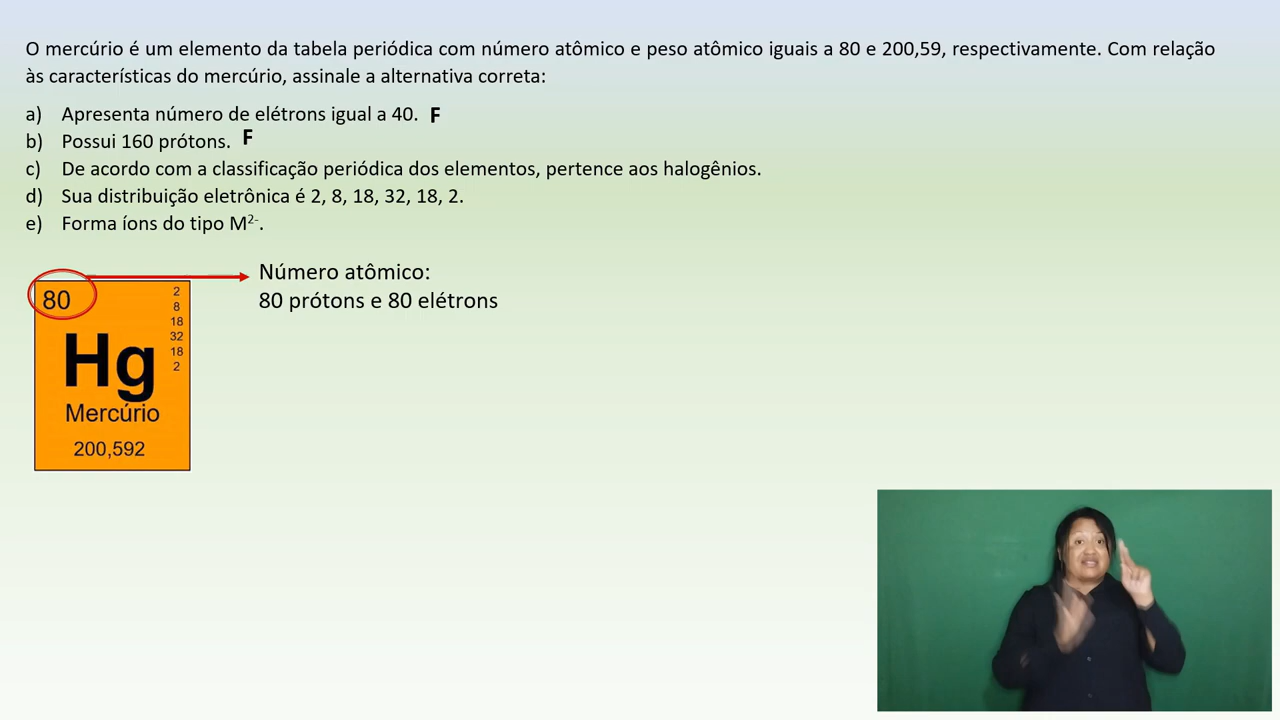 O mercúrio é um elemento da tabela periódica com número atômico e peso atômico iguais a 80 e 200,59, respectivamente. Com relação
às características do mercúrio, assinale a alternativa correta:
a) Apresenta número de elétrons igual a 40. F
b) Possui 160 prótons. F
c) De acordo com a classificação periódica dos elementos, pertence aos halogênios.
d) Sua distribuição eletrônica é 2, 8, 18, 32, 18, 2.
e) Forma íons do tipo M²⁻.
Número atômico:
80 prótons e 80 elétrons
80
2
8
18
32
18
2
Hg
Mercúrio
200,592